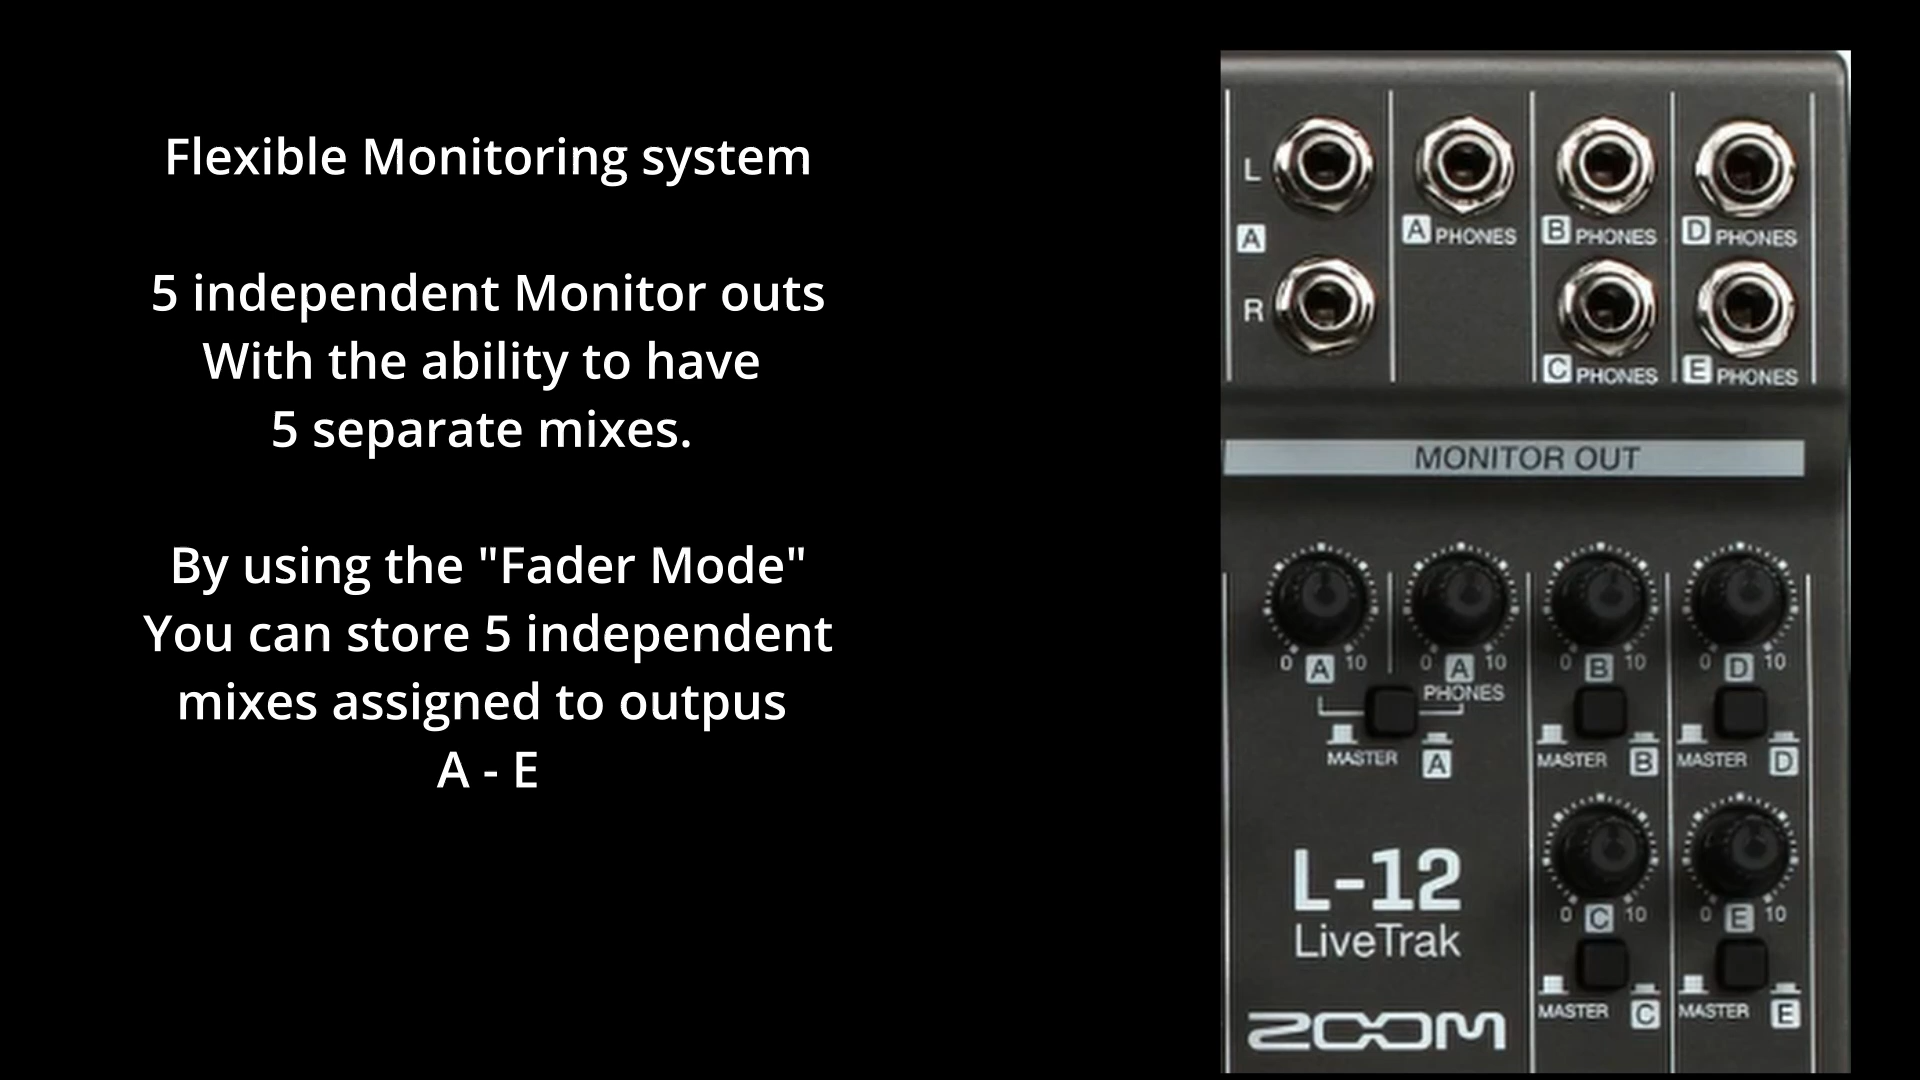 Flexible Monitoring system
5 independent Monitor outs
With the ability to have
5 separate mixes.
By using the "Fader Mode"
You can store 5 independent
mixes assigned to outpus
A - E
L
A PHONES
B PHONES
D PHONES
A
R
C PHONES
E PHONES
MONITOR OUT
0 A 10
0 A 10
0 B 10
0 D 10
PHONES
MASTER A
MASTER B
MASTER D
L-12
LiveTrak
0 C 10
0 E 10
MASTER C
MASTER E
ZOOM